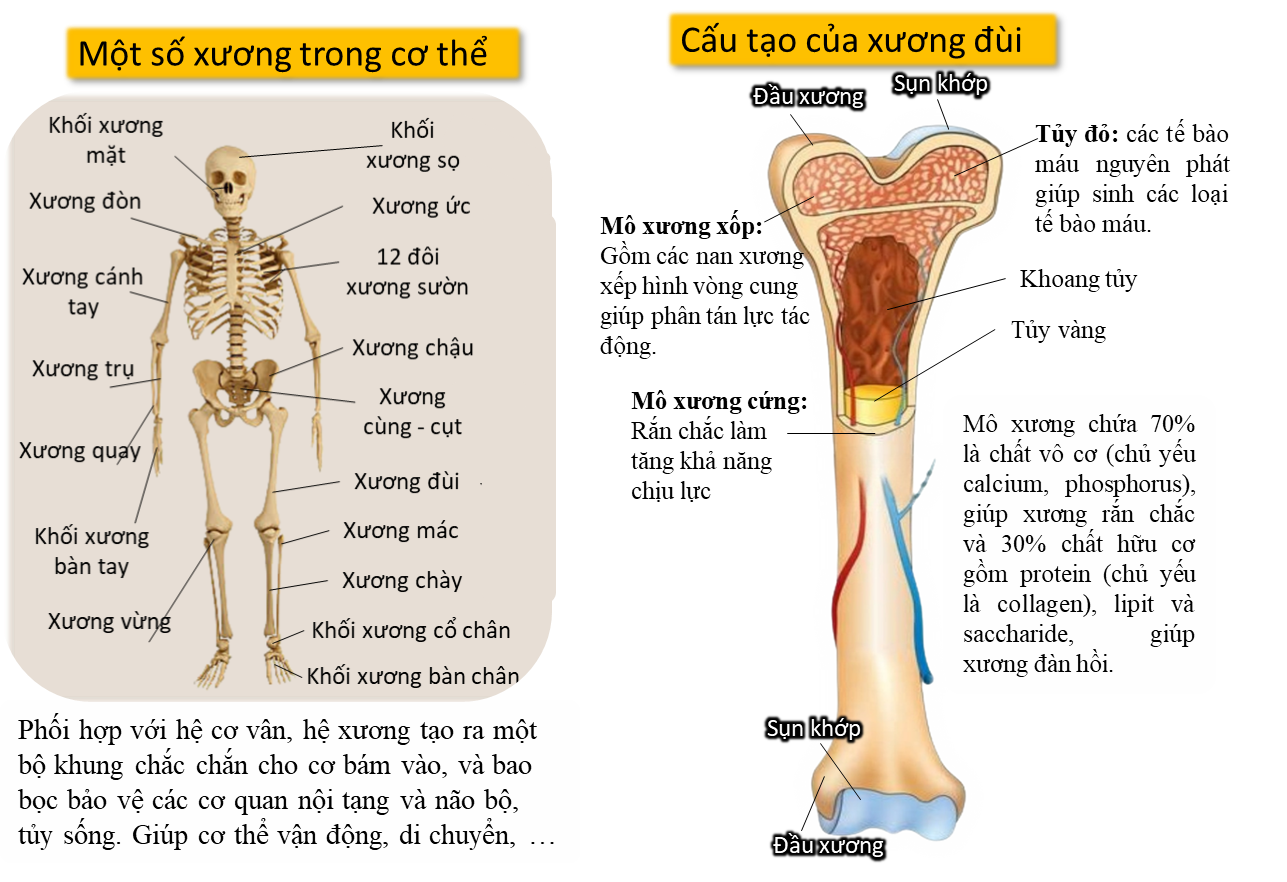 Một số xương trong cơ thể
Khối xương
mặt
Khối
xương sọ
Xương đòn
Xương ức
Xương cánh
tay
12 đôi
xương sườn
Xương trụ
Xương chậu
Xương
cùng - cụt
Xương quay
Xương đùi
Khối xương
bàn tay
Xương mác
Xương chày
Xương vừng
Khối xương cổ chân
Khối xương bàn chân
Phối hợp với hệ cơ vân, hệ xương tạo ra một
bộ khung chắc chắn cho cơ bám vào, và bao
bọc bảo vệ các cơ quan nội tạng và não bộ,
tủy sống. Giúp cơ thể vận động, di chuyển, …
Cấu tạo của xương đùi
Đầu xương
Sụn khớp
Tủy đỏ: các tế bào
máu nguyên phát
giúp sinh các loại
tế bào máu.
Mô xương xốp:
Gồm các nan xương
xếp hình vòng cung
giúp phân tán lực tác
động.
Khoang tủy
Tủy vàng
Mô xương cứng:
Rắn chắc làm
tăng khả năng
chịu lực
Mô xương chứa 70%
là chất vô cơ (chủ yếu
calcium, phosphorus),
giúp xương rắn chắc
và 30% chất hữu cơ
gồm protein (chủ yếu
là collagen), lipit và
saccharide, giúp
xương đàn hồi.
Sụn khớp
Đầu xương